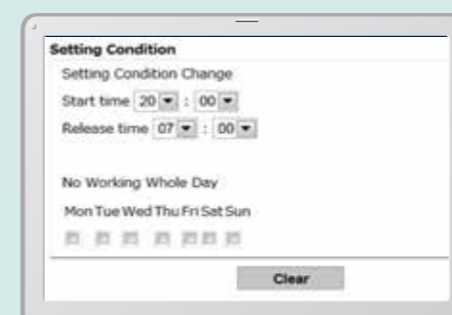 Setting Condition
Setting Condition Change
Start time 20 : 00
Release time 07 : 00
No Working Whole Day
Mon Tue Wed Thu Fri Sat Sun
Clear